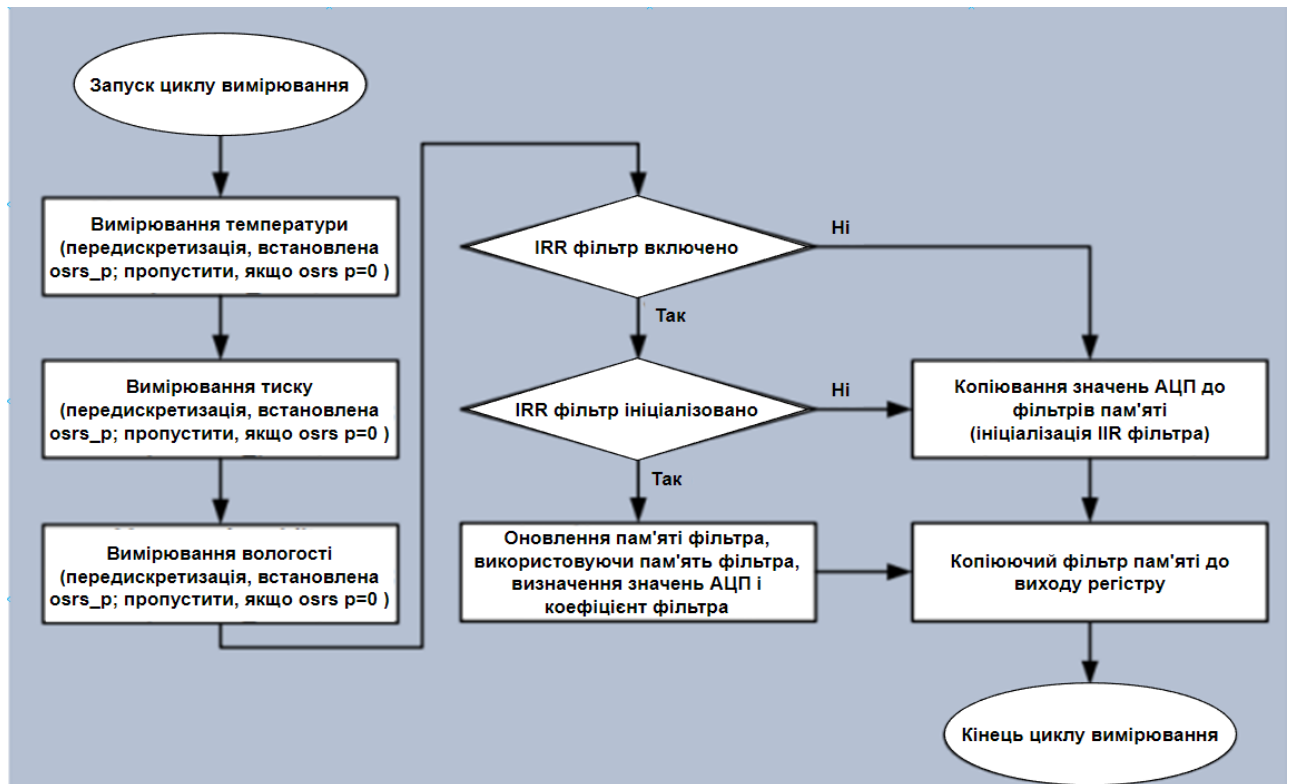 Запуск циклу вимірювання
Вимірювання температури
(передискретизація, встановлена
osrs_p; пропустити, якщо osrs p=0 )
Вимірювання тиску
(передискретизація, встановлена
osrs_p; пропустити, якщо osrs p=0 )
Вимірювання вологості
(передискретизація, встановлена
osrs_p; пропустити, якщо osrs p=0 )
IRR фільтр включено
Ні
Так
IRR фільтр ініціалізовано
Ні
Так
Оновлення пам'яті фільтра,
використовуючи пам'ять фільтра,
визначення значень АЦП і
коефіцієнт фільтра
Копіювання значень АЦП до
фільтрів пам'яті
(ініціалізація IIR фільтра)
Копіюючий фільтр пам'яті до
виходу регістру
Кінець циклу вимірювання